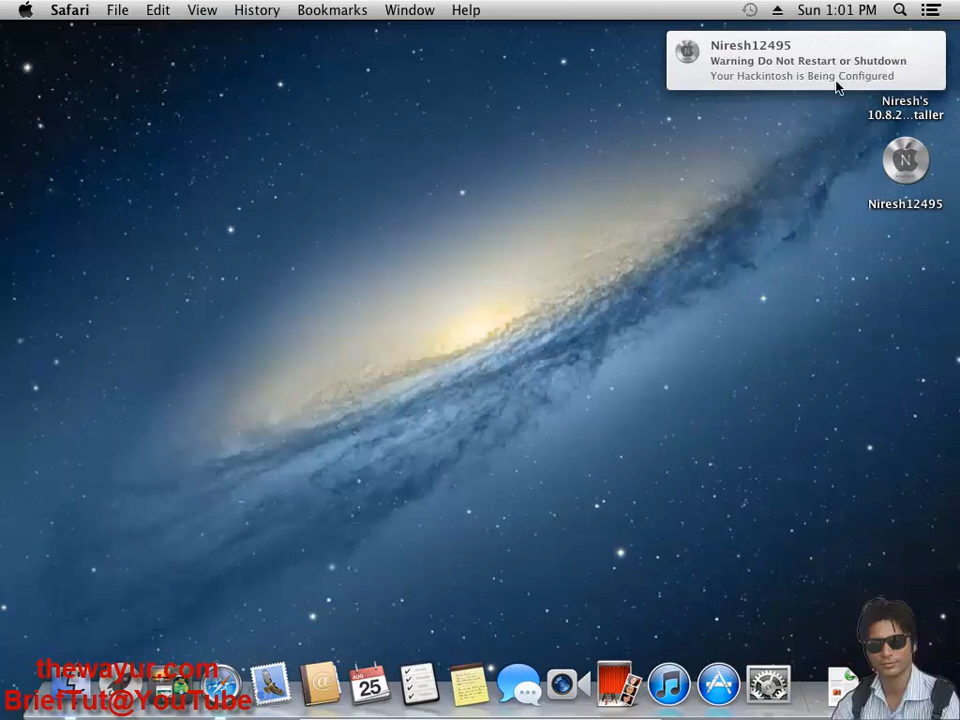 Safari File Edit View History Bookmarks Window Help Sun 1:01 PM
Niresh12495
Warning Do Not Restart or Shutdown
Your Hackintosh is Being Configured
Niresh's
10.8.2...taller
N
Niresh12495
AUG
25
@
thewayur.com
BriefTut@YouTube